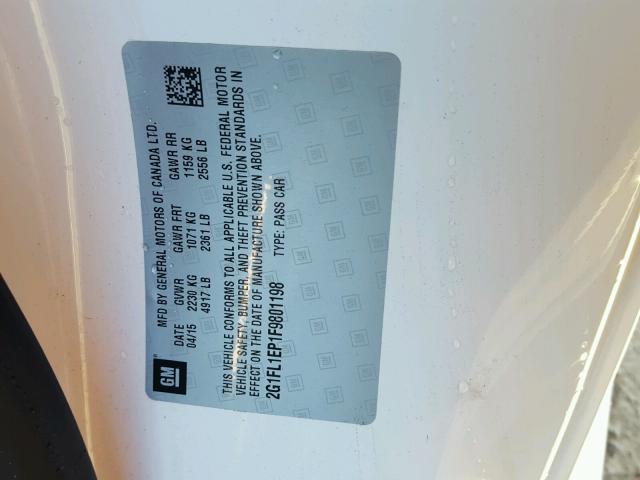 GM
MFD BY GENERAL MOTORS OF CANADA LTD.
DATE GVWR GAWR FRT GAWR RR
04/15 2230 KG 1071 KG 1159 KG
4917 LB 2361 LB 2556 LB
THIS VEHICLE CONFORMS TO ALL APPLICABLE U.S. FEDERAL MOTOR
VEHICLE SAFETY, BUMPER, AND THEFT PREVENTION STANDARDS IN
EFFECT ON THE DATE OF MANUFACTURE SHOWN ABOVE.
2G1FL1EP1F9801198 TYPE: PASS CAR